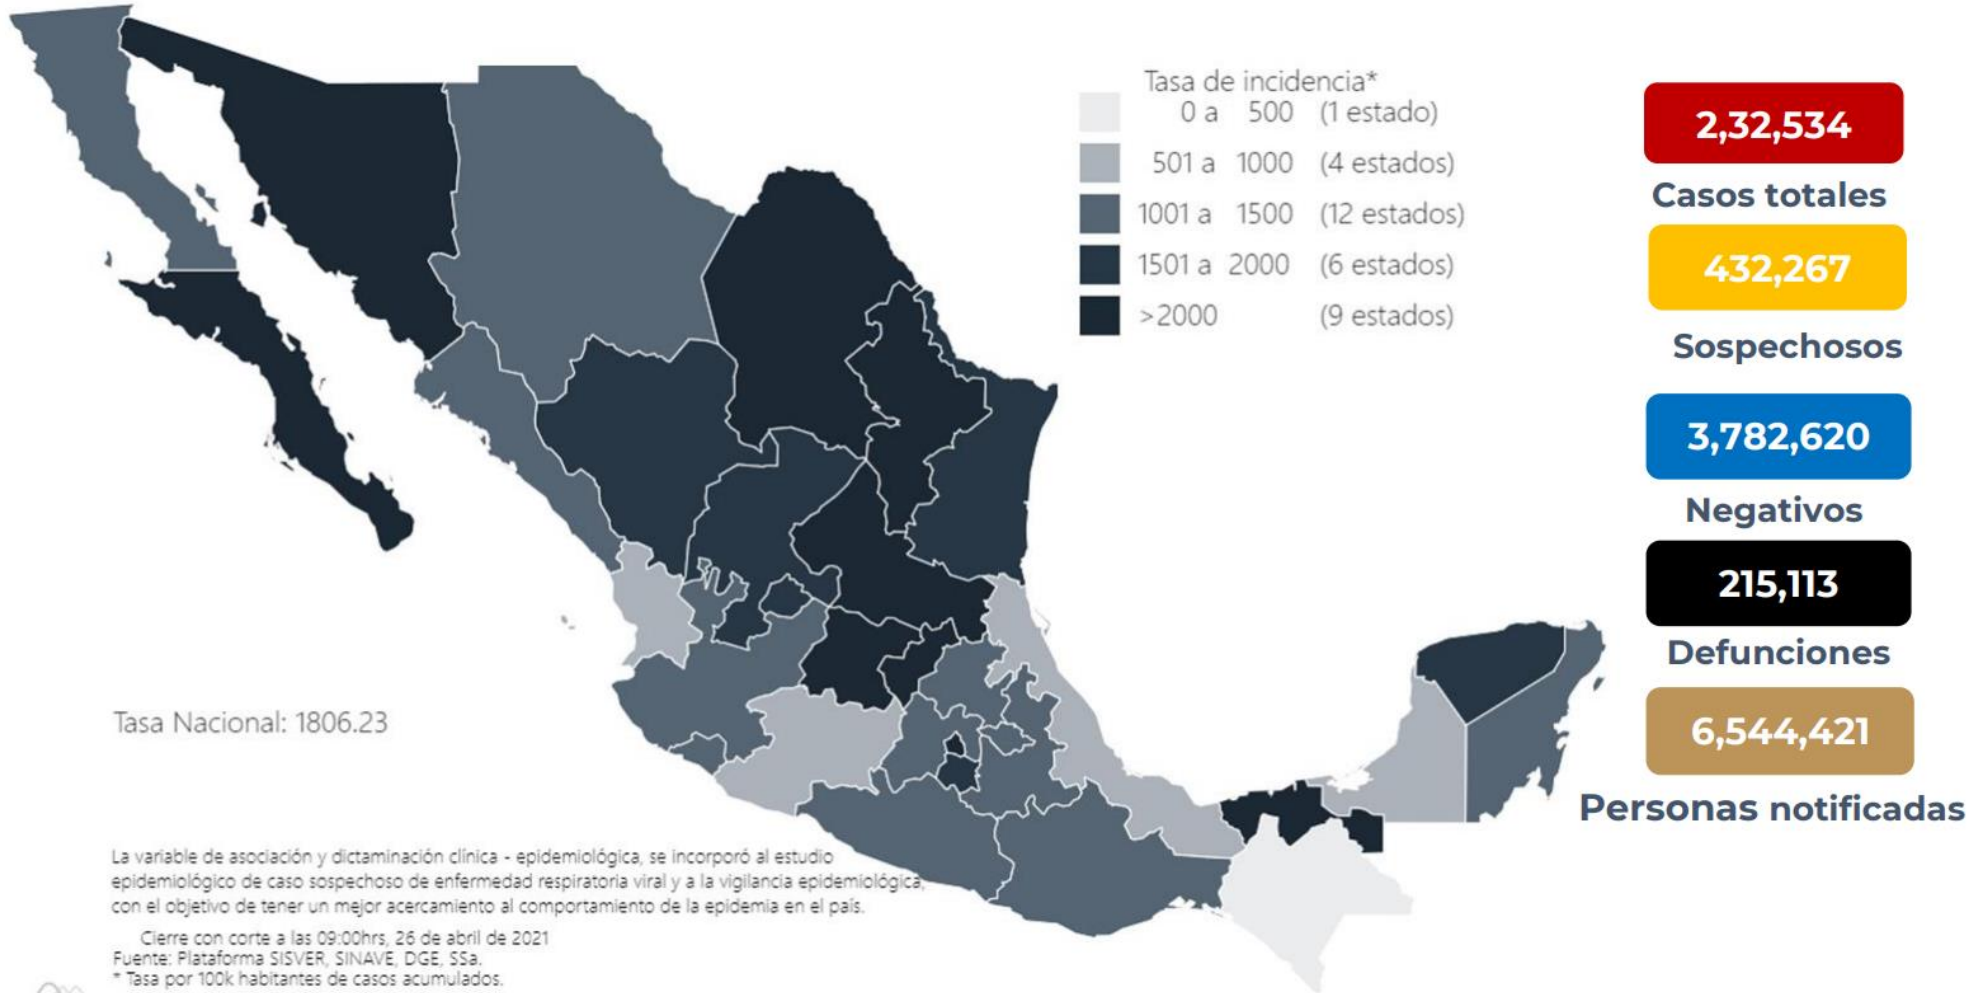 Tasa de incidencia*
0 a 500 (1 estado)
501 a 1000 (4 estados)
1001 a 1500 (12 estados)
1501 a 2000 (6 estados)
>2000 (9 estados)
2,32,534
Casos totales
432,267
Sospechosos
3,782,620
Negativos
215,113
Defunciones
6,544,421
Personas notificadas
Tasa Nacional: 1806.23
La variable de asociación y dictaminación clínica - epidemiológica, se incorporó al estudio
epidemiológico de caso sospechoso de enfermedad respiratoria viral y a la vigilancia epidemiológica,
con el objetivo de tener un mejor acercamiento al comportamiento de la epidemia en el país.
Cierre con corte a las 09:00hrs, 26 de abril de 2021
Fuente: Plataforma SISVER, SINAVE, DGE, SSa.
* Tasa por 100k habitantes de casos acumulados.